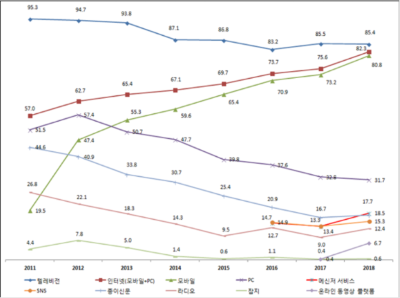 95.3 94.7 93.8 87.1 86.8 83.2 85.5 85.4
82.3
57.0 62.7 65.4 67.1 69.7 73.7 75.6
80.8
19.5 47.4 55.3 59.6 65.4 70.9 73.2
51.5 57.4 50.7 47.7 37.6 32.6 31.7
44.6 40.9 33.8 30.7 25.4 20.9 16.7 17.7
18.5
26.8 22.1 18.3 14.3 9.5 12.7 13.4 12.4
14.7 14.6 15.5
9.0
4.4 7.8 5.0 1.4 0.6 1.1 0.4 0.6
0.4 6.7
2011 2012 2013 2014 2015 2016 2017 2018
텔레비전 인터넷(모바일+PC) 모바일 PC 메신저 서비스
SNS 종이신문 라디오 잡지 온라인 동영상 플랫폼